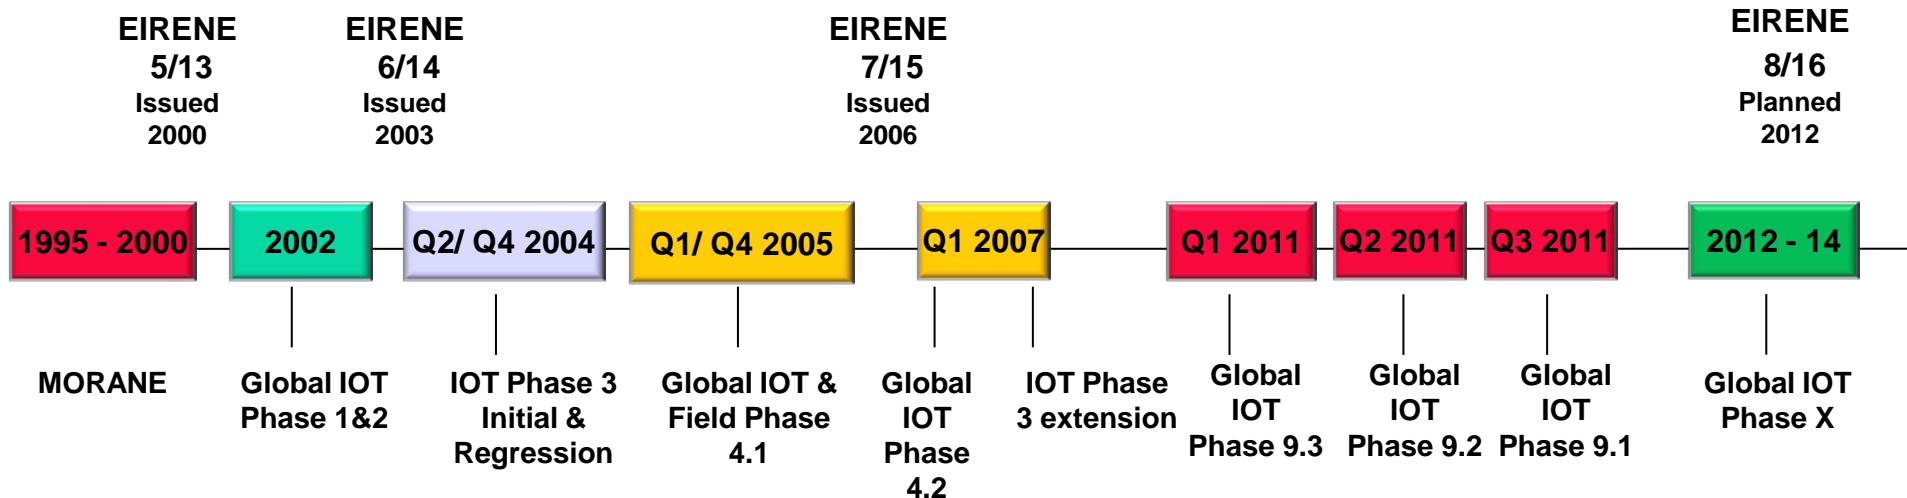 EIRENE
5/13
Issued
2000
EIRENE
6/14
Issued
2003
EIRENE
7/15
Issued
2006
EIRENE
8/16
Planned
2012
1995 - 2000
2002
Q2/ Q4 2004
Q1/ Q4 2005
Q1 2007
Q1 2011
Q2 2011
Q3 2011
2012 - 14
MORANE
Global IOT
Phase 1&2
IOT Phase 3
Initial &
Regression
Global IOT &
Field Phase
4.1
Global
IOT
Phase
4.2
IOT Phase
3 extension
Global
IOT
Phase 9.3
Global
IOT
Phase 9.2
Global
IOT
Phase 9.1
Global IOT
Phase X